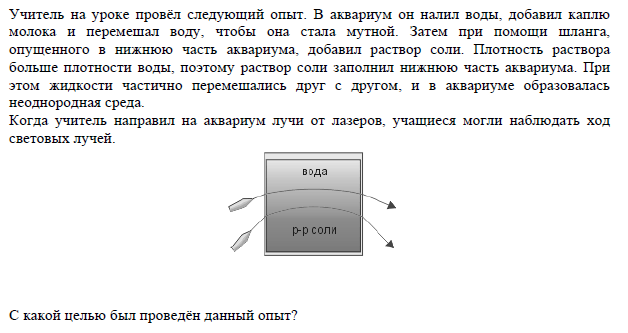 Учитель на уроке провёл следующий опыт. В аквариум он налил воды, добавил каплю
молока и перемешал воду, чтобы она стала мутной. Затем при помощи шланга,
опущенного в нижнюю часть аквариума, добавил раствор соли. Плотность раствора
больше плотности воды, поэтому раствор соли заполнил нижнюю часть аквариума. При
этом жидкости частично перемешались друг с другом, и в аквариуме образовалась
неоднородная среда.
Когда учитель направил на аквариум лучи от лазеров, учащиеся могли наблюдать ход
световых лучей.
вода
р-р соли
С какой целью был проведён данный опыт?